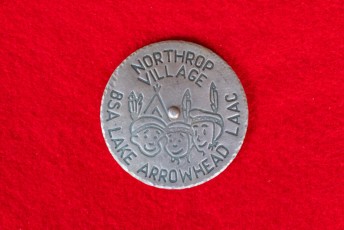 NORTHROP
VILLAGE
BSA LAKE ARROWHEAD LAAC